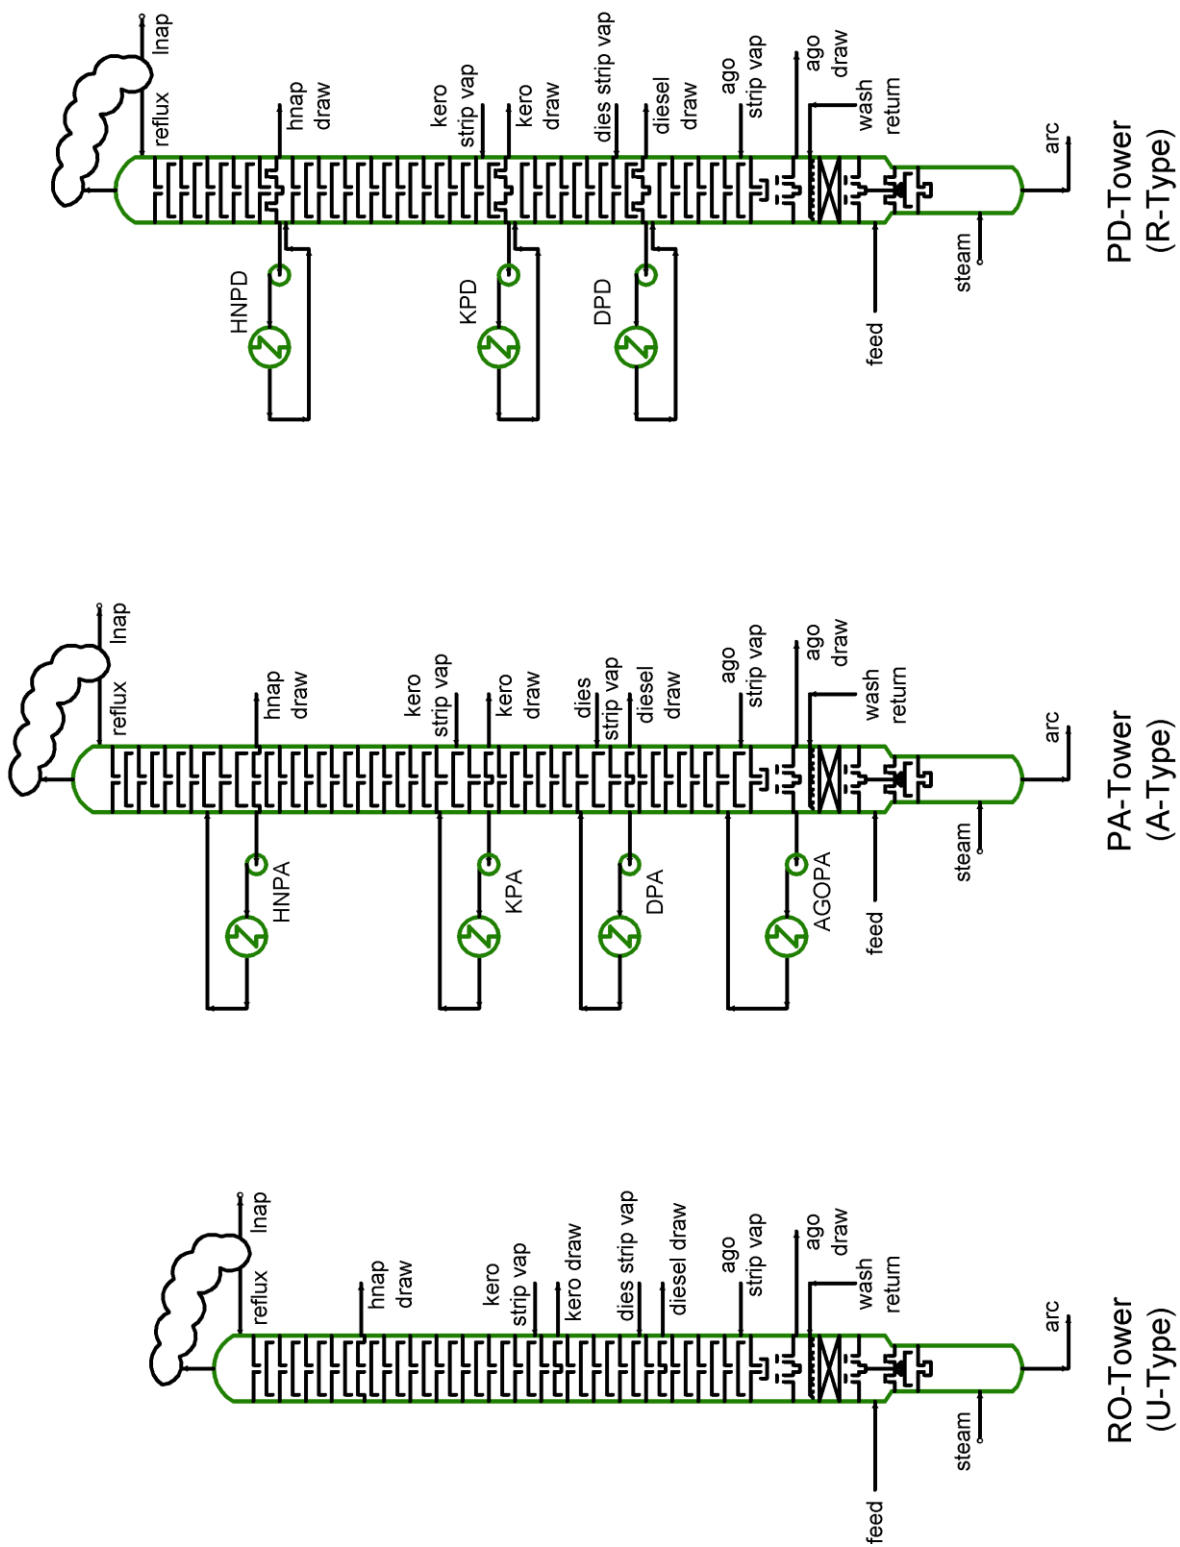 lnap
reflux
hnap
draw
kero
strip vap
kero
draw
dies strip vap
diesel
draw
ago
strip vap
ago
draw
wash
return
arc
HNPD
KPD
DPD
feed
steam
PD-Tower
(R-Type)
lnap
reflux
hnap
draw
kero
strip vap
kero
draw
dies
strip vap
diesel
draw
ago
strip vap
ago
draw
wash
return
arc
HNPA
KPA
DPA
AGOPA
feed
steam
PA-Tower
(A-Type)
lnap
reflux
hnap
draw
kero
strip vap
kero draw
dies strip vap
diesel draw
ago
strip vap
ago
draw
wash
return
arc
feed
steam
RO-Tower
(U-Type)